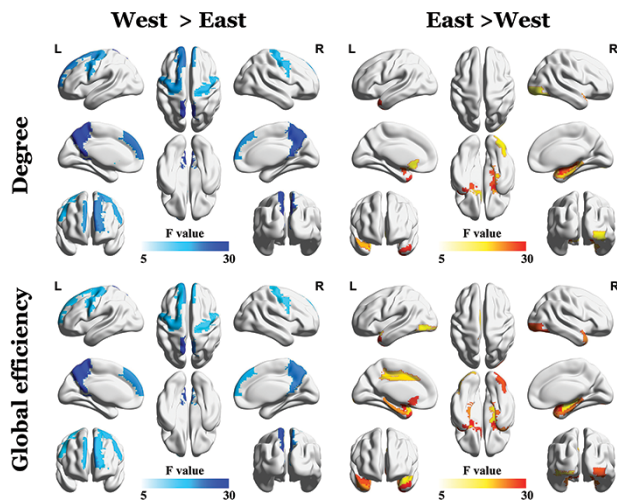 West > East
East >West
Degree
L
R
L
R
F value
5
30
F value
5
30
Global efficiency
L
R
L
R
F value
5
30
F value
5
30